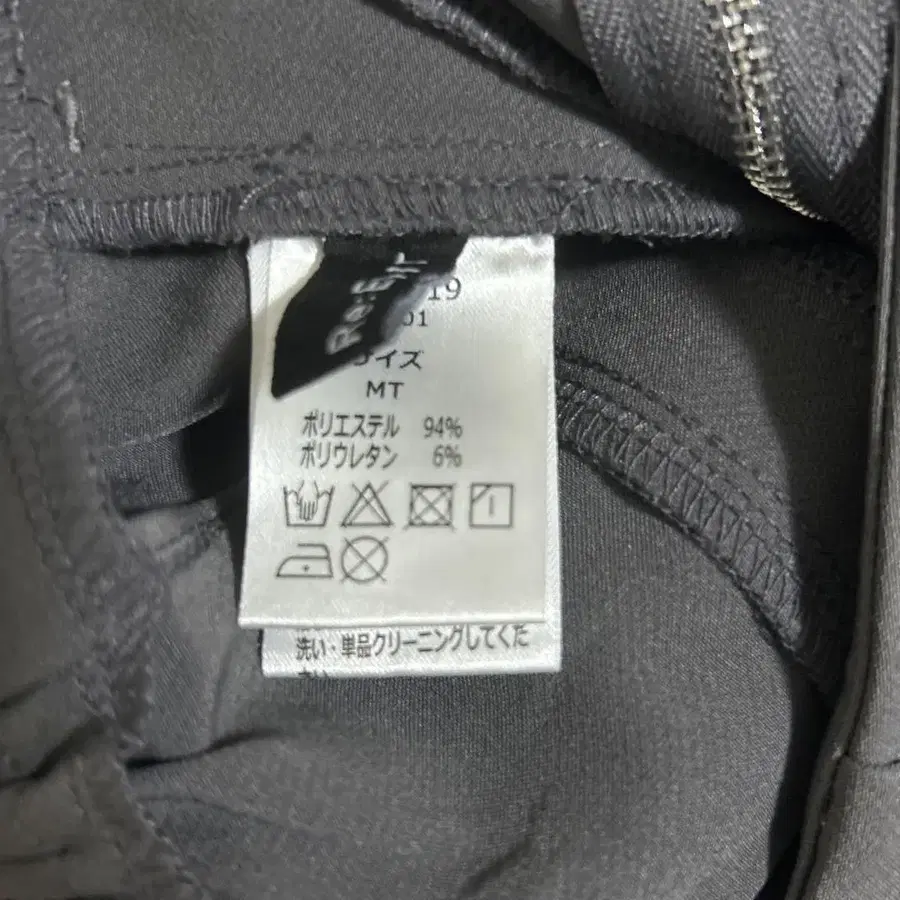 19
01
サイズ
MT
ポリエステル 94%
ポリウレタン 6%
洗い・単品クリーニングしてくだ